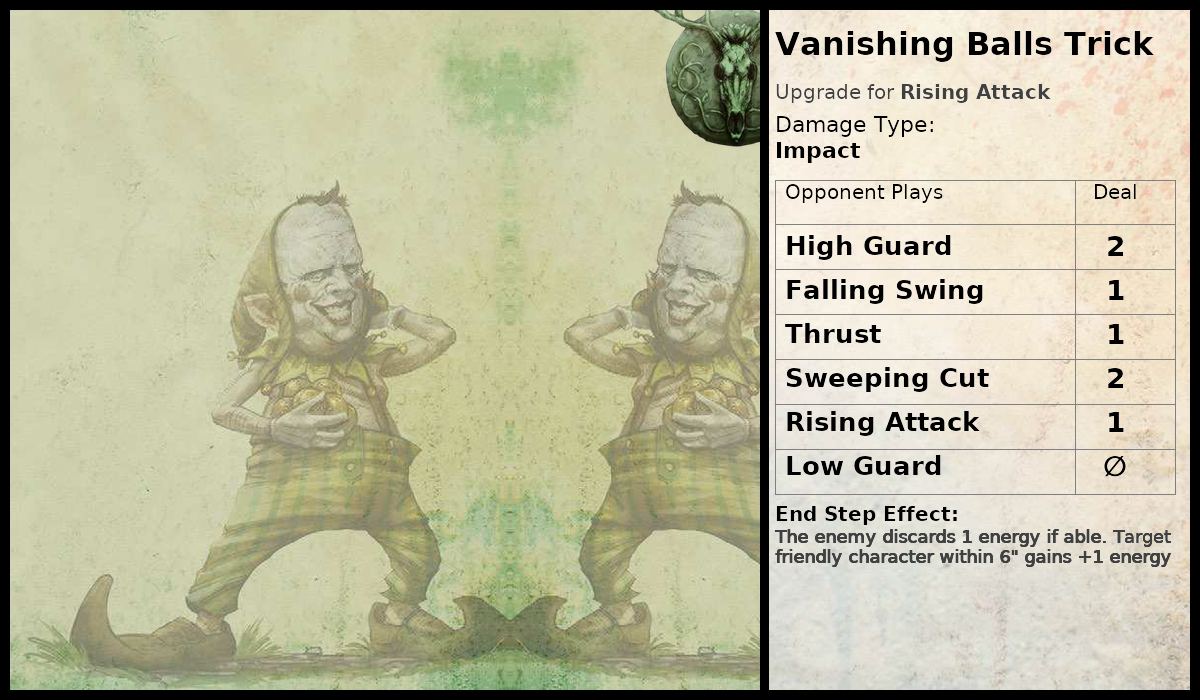 Vanishing Balls Trick
Upgrade for Rising Attack
Damage Type:
Impact
Opponent Plays Deal
High Guard 2
Falling Swing 1
Thrust 1
Sweeping Cut 2
Rising Attack 1
Low Guard ∅
End Step Effect:
The enemy discards 1 energy if able. Target
friendly character within 6" gains +1 energy